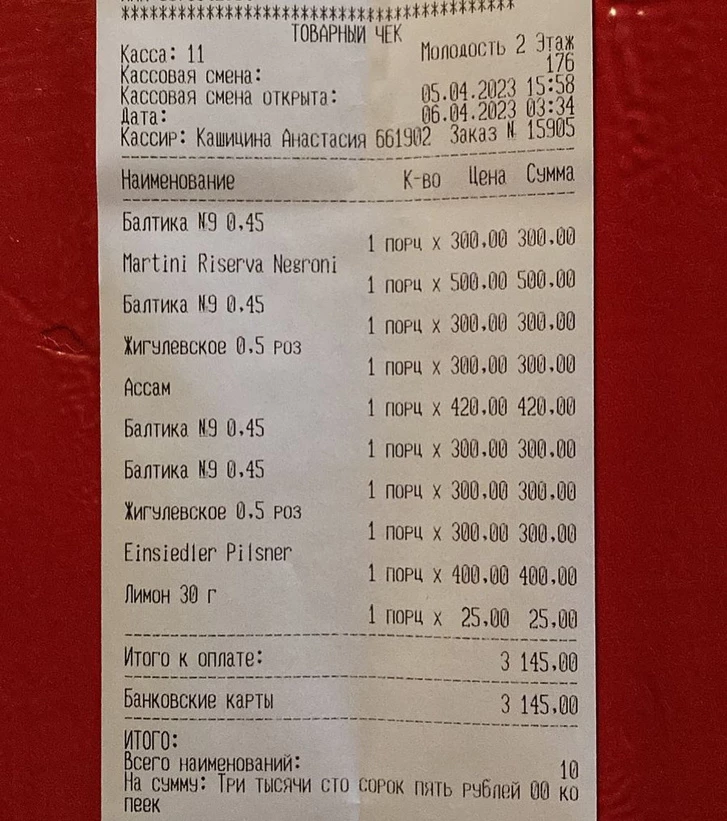 ****************************************
ТОВАРНЫЙ ЧЕК
Касса: 11 Молодость 2 Этаж
Кассовая смена: 176
Кассовая смена открыта: 05.04.2023 15:58
Дата: 06.04.2023 03:34
Кассир: Кашицина Анастасия 661902 Заказ № 15905
Наименование К-во Цена Сумма
Балтика №9 0,45
1 порц x 300.00 300.00
Martini Riserva Negroni
1 порц x 500.00 500.00
Балтика №9 0,45
1 порц x 300.00 300.00
Жигулевское 0,5 роз
1 порц x 300.00 300.00
Ассам
1 порц x 420.00 420.00
Балтика №9 0,45
1 порц x 300.00 300.00
Балтика №9 0,45
1 порц x 300.00 300.00
Жигулевское 0,5 роз
1 порц x 300.00 300.00
Einsiedler Pilsner
1 порц x 400.00 400.00
Лимон 30 г
1 порц x 25,00 25,00
Итого к оплате: 3 145,00
Банковские карты 3 145,00
ИТОГО:
Всего наименований: 10
На сумму: Три тысячи сто сорок пять рублей 00 ко
пеек